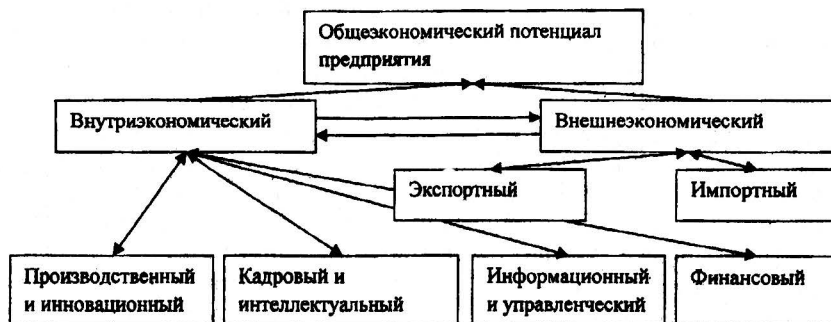 Общеэкономический потенциал
предприятия
Внутриэкономический
Внешнеэкономический
Экспортный
Импортный
Производственный
и инновационный
Кадровый и
интеллектуальный
Информационный
и управленческий
Финансовый